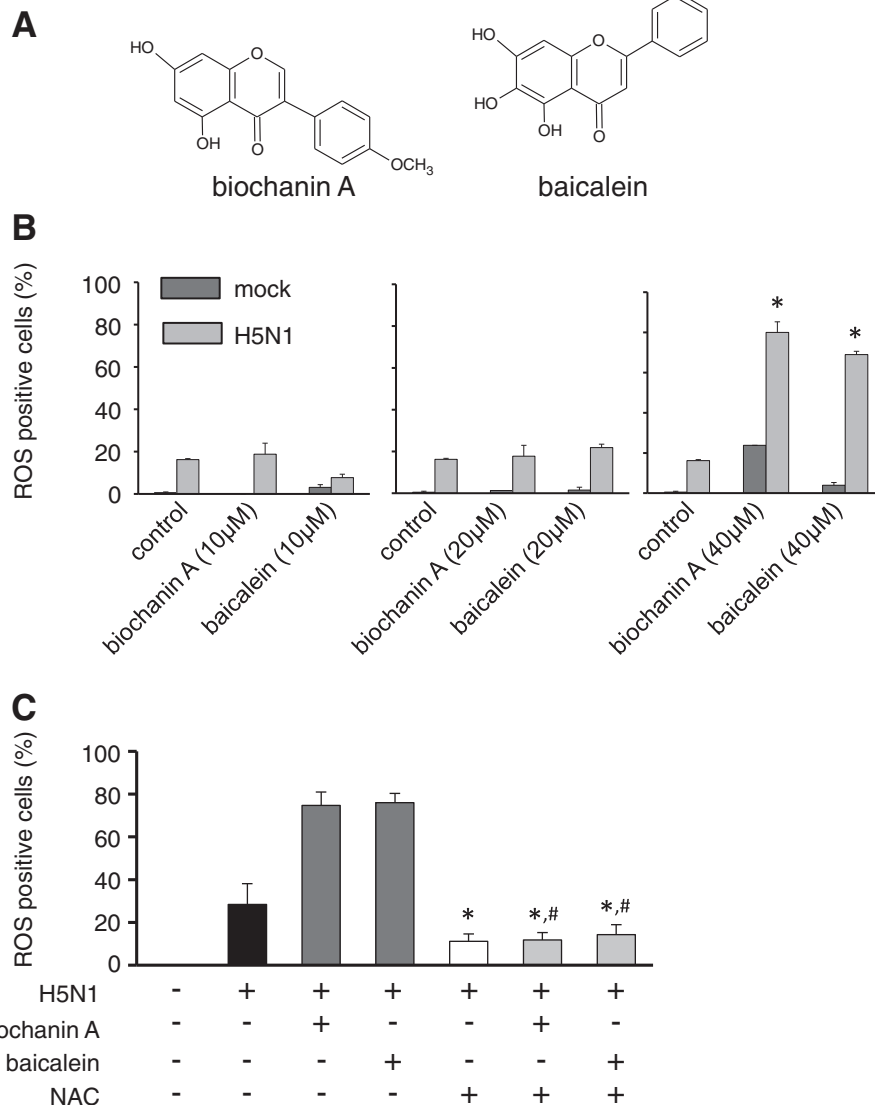 A
HO
O
OH
O
OCH3
biochanin A
HO
O
HO
OH
O
baicalein
B
ROS positive cells (%)
100
80
60
40
20
0
mock
H5N1
* *
control
biochanin A (10µM)
baicalein (10µM)
control
biochanin A (20µM)
baicalein (20µM)
control
biochanin A (40µM)
baicalein (40µM)
C
ROS positive cells (%)
100
80
60
40
20
0
* *,# *,#
H5N1 - + + + + + +
ochanin A - - + - - + -
baicalein - - - + - - +
NAC - - - - + + +